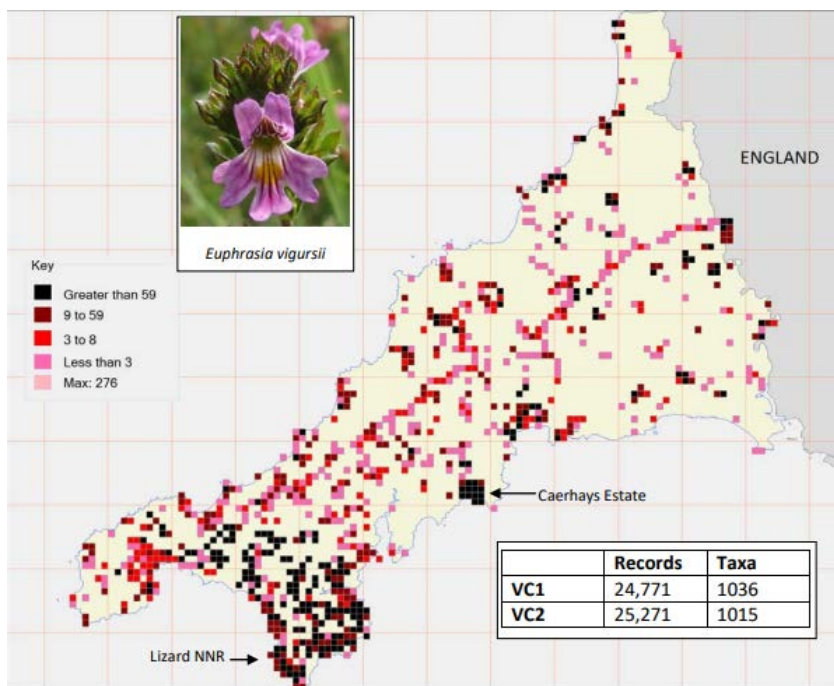 ENGLAND
Euphrasia vigursii
Key
Greater than 59
9 to 59
3 to 8
Less than 3
Max: 276
Caerhays Estate
Records Taxa
VC1 24,771 1036
VC2 25,271 1015
Lizard NNR